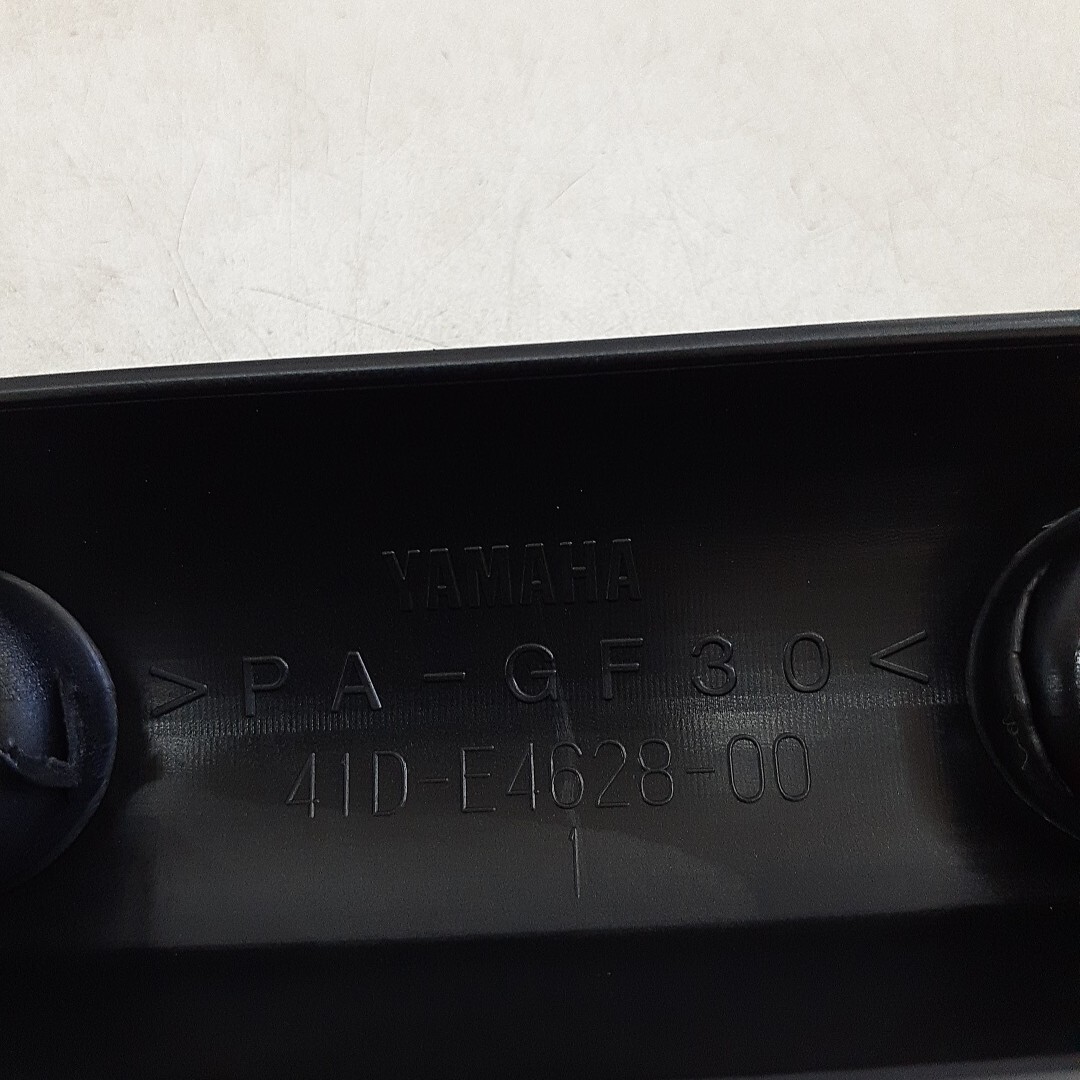 YAMAHA
>PA-GF30<
41D-E4628-00
1